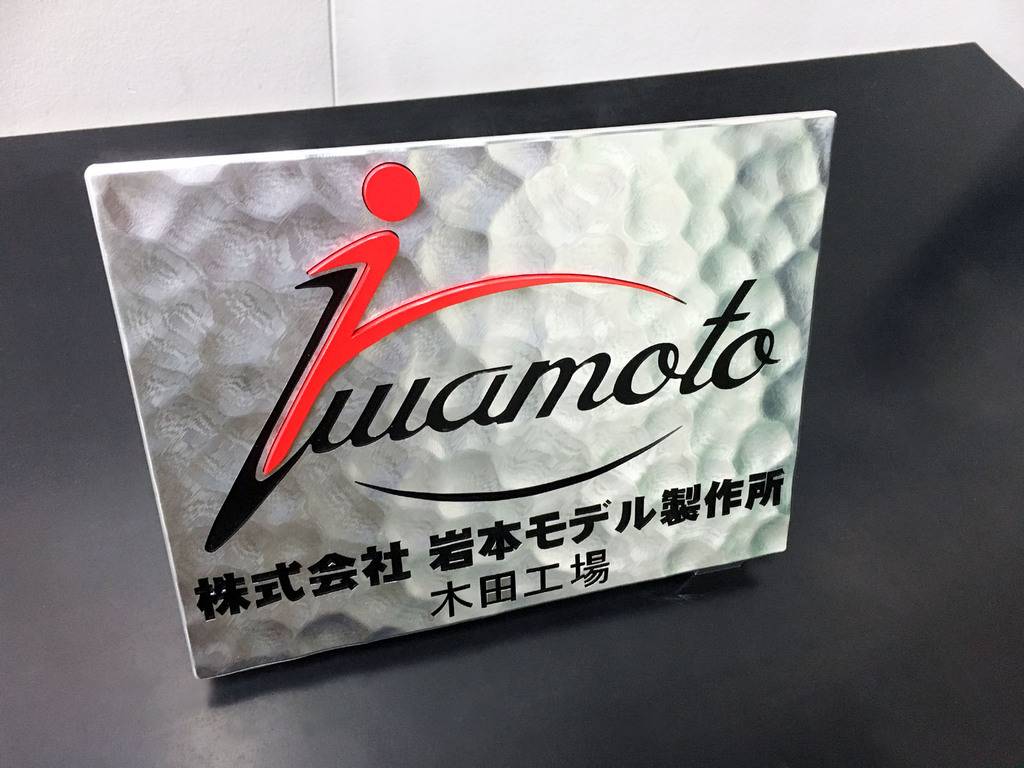 iwamoto
株式会社 岩本モデル製作所
木田工場